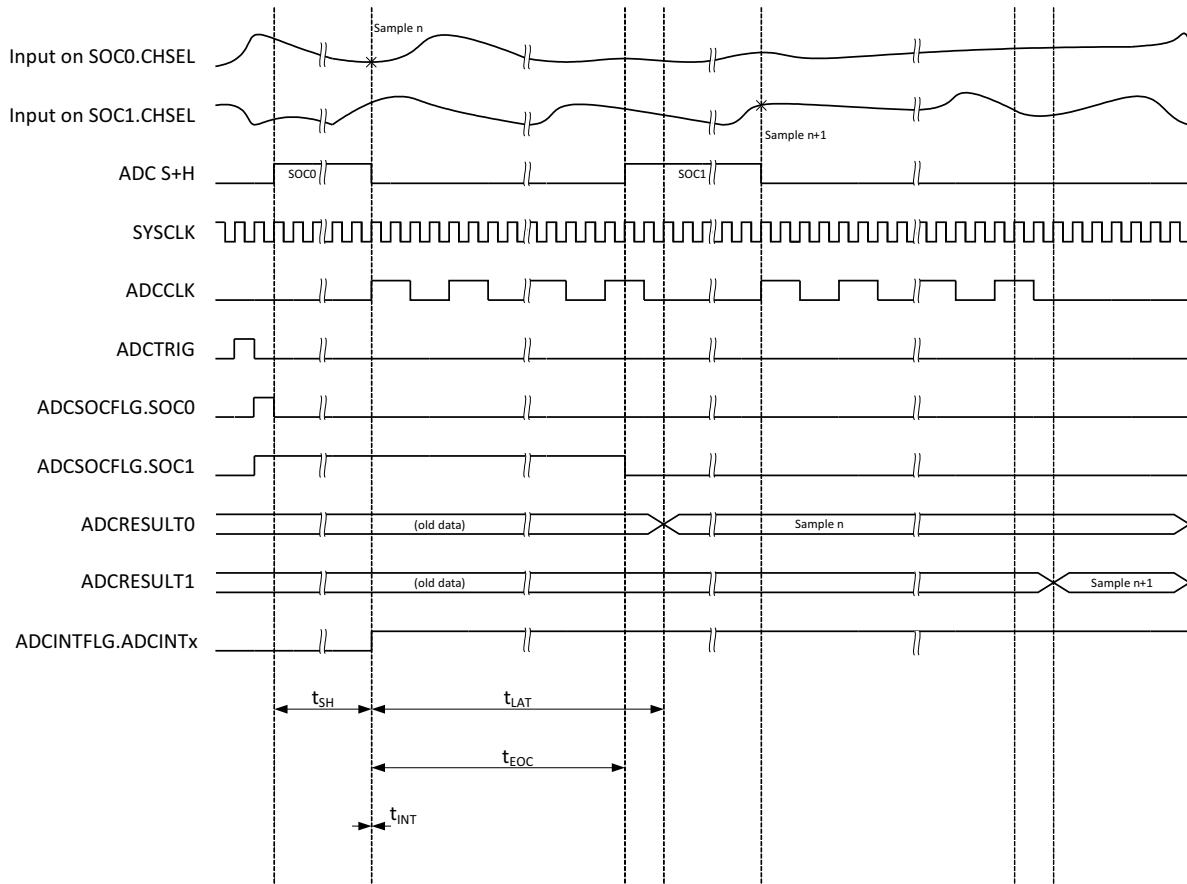 Sample n
Input on SOC0.CHSEL
Input on SOC1.CHSEL
Sample n+1
ADC S+H
SOC0
SOC1
SYSCLK
ADCCLK
ADCTRIG
ADCSOCFLG.SOC0
ADCSOCFLG.SOC1
ADCRESULT0
(old data)
Sample n
ADCRESULT1
(old data)
Sample n+1
ADCINTFLG.ADCINTx
tSH
tLAT
tEOC
tINT